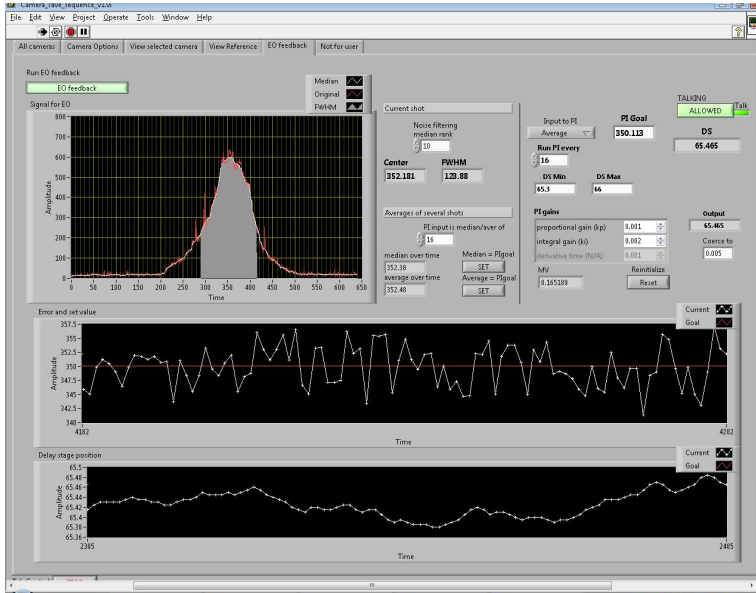 Camera_save_sequence_v1.vi
File Edit View Project Operate Tools Window Help
All cameras Camera Options View selected camera View Reference EO feedback Not for user
Run EO feedback
EO feedback
Median
Original
FWHM
Signal for EO
800-
700-
600-
500-
400-
300-
200-
100-
0-
Amplitude
0 50 100 150 200 250 300 350 400 450 500 550 600 650
Time
Current shot
Noise filtering
median rank
10
Center FWHM
352.181 123.88
Averages of several shots
PI input is median/aver of
16
median over time Median = PIgoal
352.38 SET
average over time Average = PIgoal
352.48 SET
Input to PI PI Goal
Average 350.113
Run PI every
16
DS Min DS Max
65.3 66
PI gains
proportional gain (kp) 0.001
integral gain (ki) 0.002
derivative time (N/A) 0.001
MV Reinitialize
0.165189 Reset
TALKING
ALLOWED Talk
DS
65.465
Output
65.465
Coerce to
0.005
Error and set value
Current
Goal
357.5-
355-
352.5-
350-
347.5-
345-
342.5-
340-
Amplitude
4182 4282
Time
Delay stage position
Current
Goal
65.5-
65.48-
65.46-
65.44-
65.42-
65.4-
65.38-
65.36-
Amplitude
2385 2485
Time